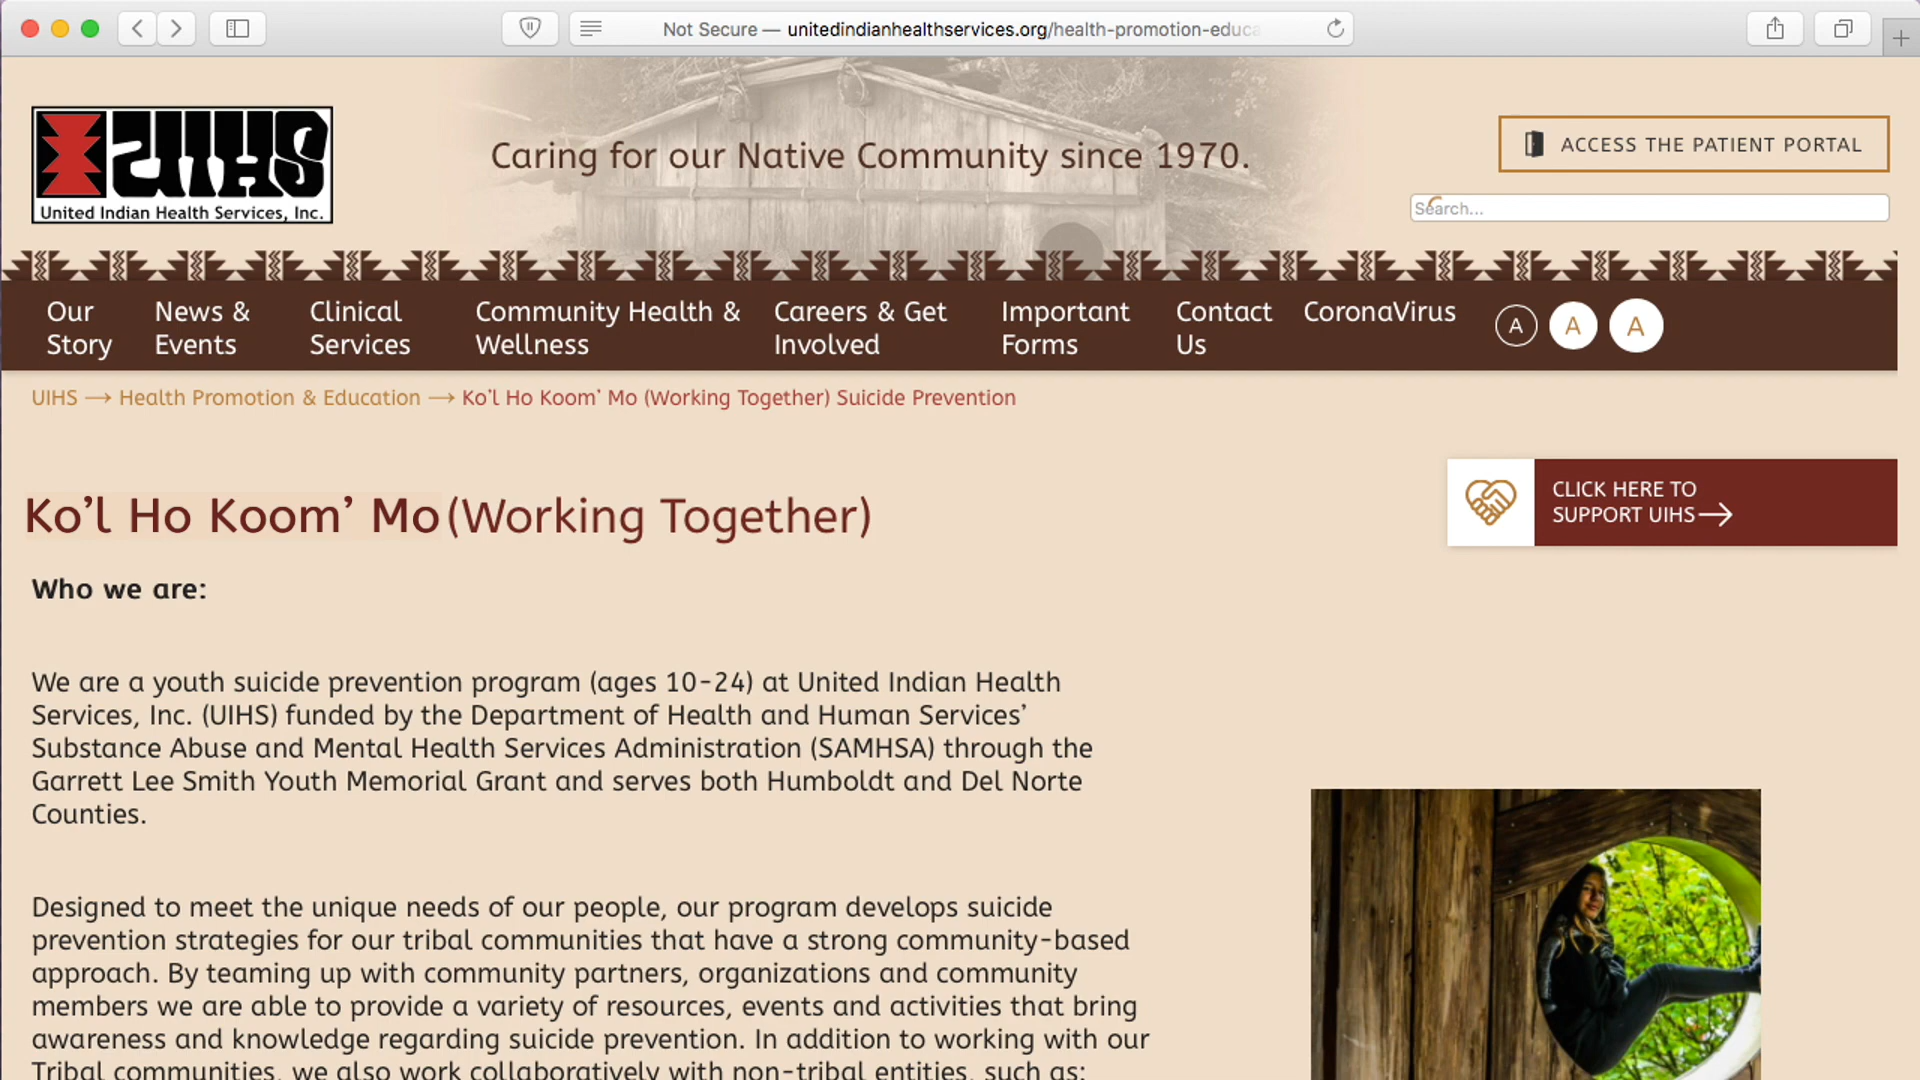 Not Secure — unitedindianhealthservices.org/health-promotion-educa
UIHS
United Indian Health Services, Inc.
Caring for our Native Community since 1970.
ACCESS THE PATIENT PORTAL
Search...
Our Story
News & Events
Clinical Services
Community Health & Wellness
Careers & Get Involved
Important Forms
Contact Us
CoronaVirus
A A A
UIHS → Health Promotion & Education → Ko’l Ho Koom’ Mo (Working Together) Suicide Prevention
Ko’l Ho Koom’ Mo (Working Together)
CLICK HERE TO
SUPPORT UIHS→
Who we are:
We are a youth suicide prevention program (ages 10-24) at United Indian Health
Services, Inc. (UIHS) funded by the Department of Health and Human Services’
Substance Abuse and Mental Health Services Administration (SAMHSA) through the
Garrett Lee Smith Youth Memorial Grant and serves both Humboldt and Del Norte
Counties.
Designed to meet the unique needs of our people, our program develops suicide
prevention strategies for our tribal communities that have a strong community-based
approach. By teaming up with community partners, organizations and community
members we are able to provide a variety of resources, events and activities that bring
awareness and knowledge regarding suicide prevention. In addition to working with our
Tribal communities, we also work collaboratively with non-tribal entities, such as: